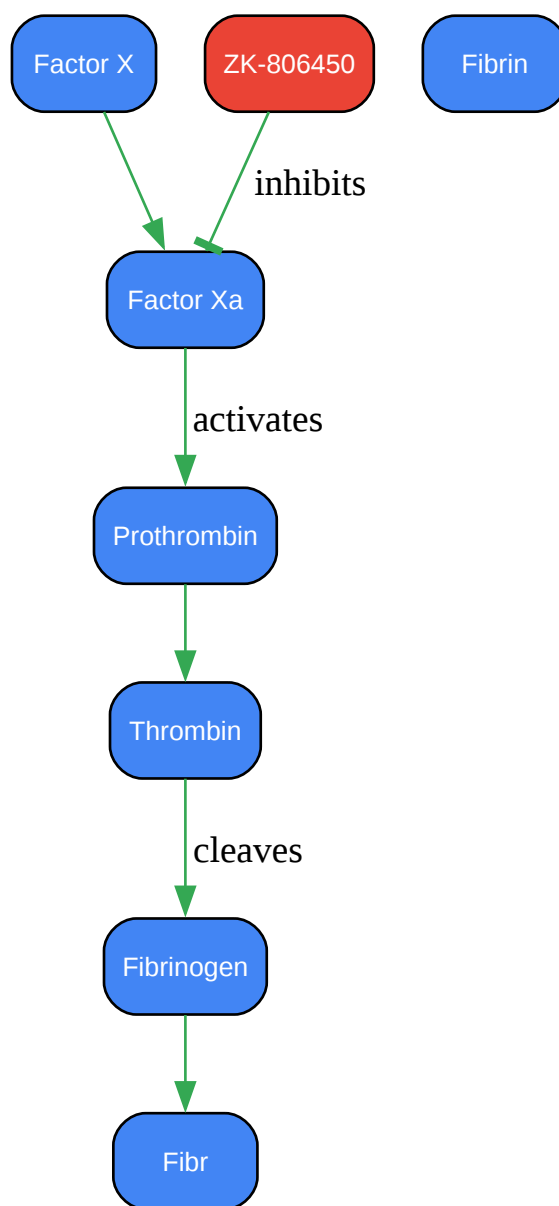 Factor X
ZK-806450
Fibrin
inhibits
Factor Xa
activates
Prothrombin
Thrombin
cleaves
Fibrinogen
Fibr